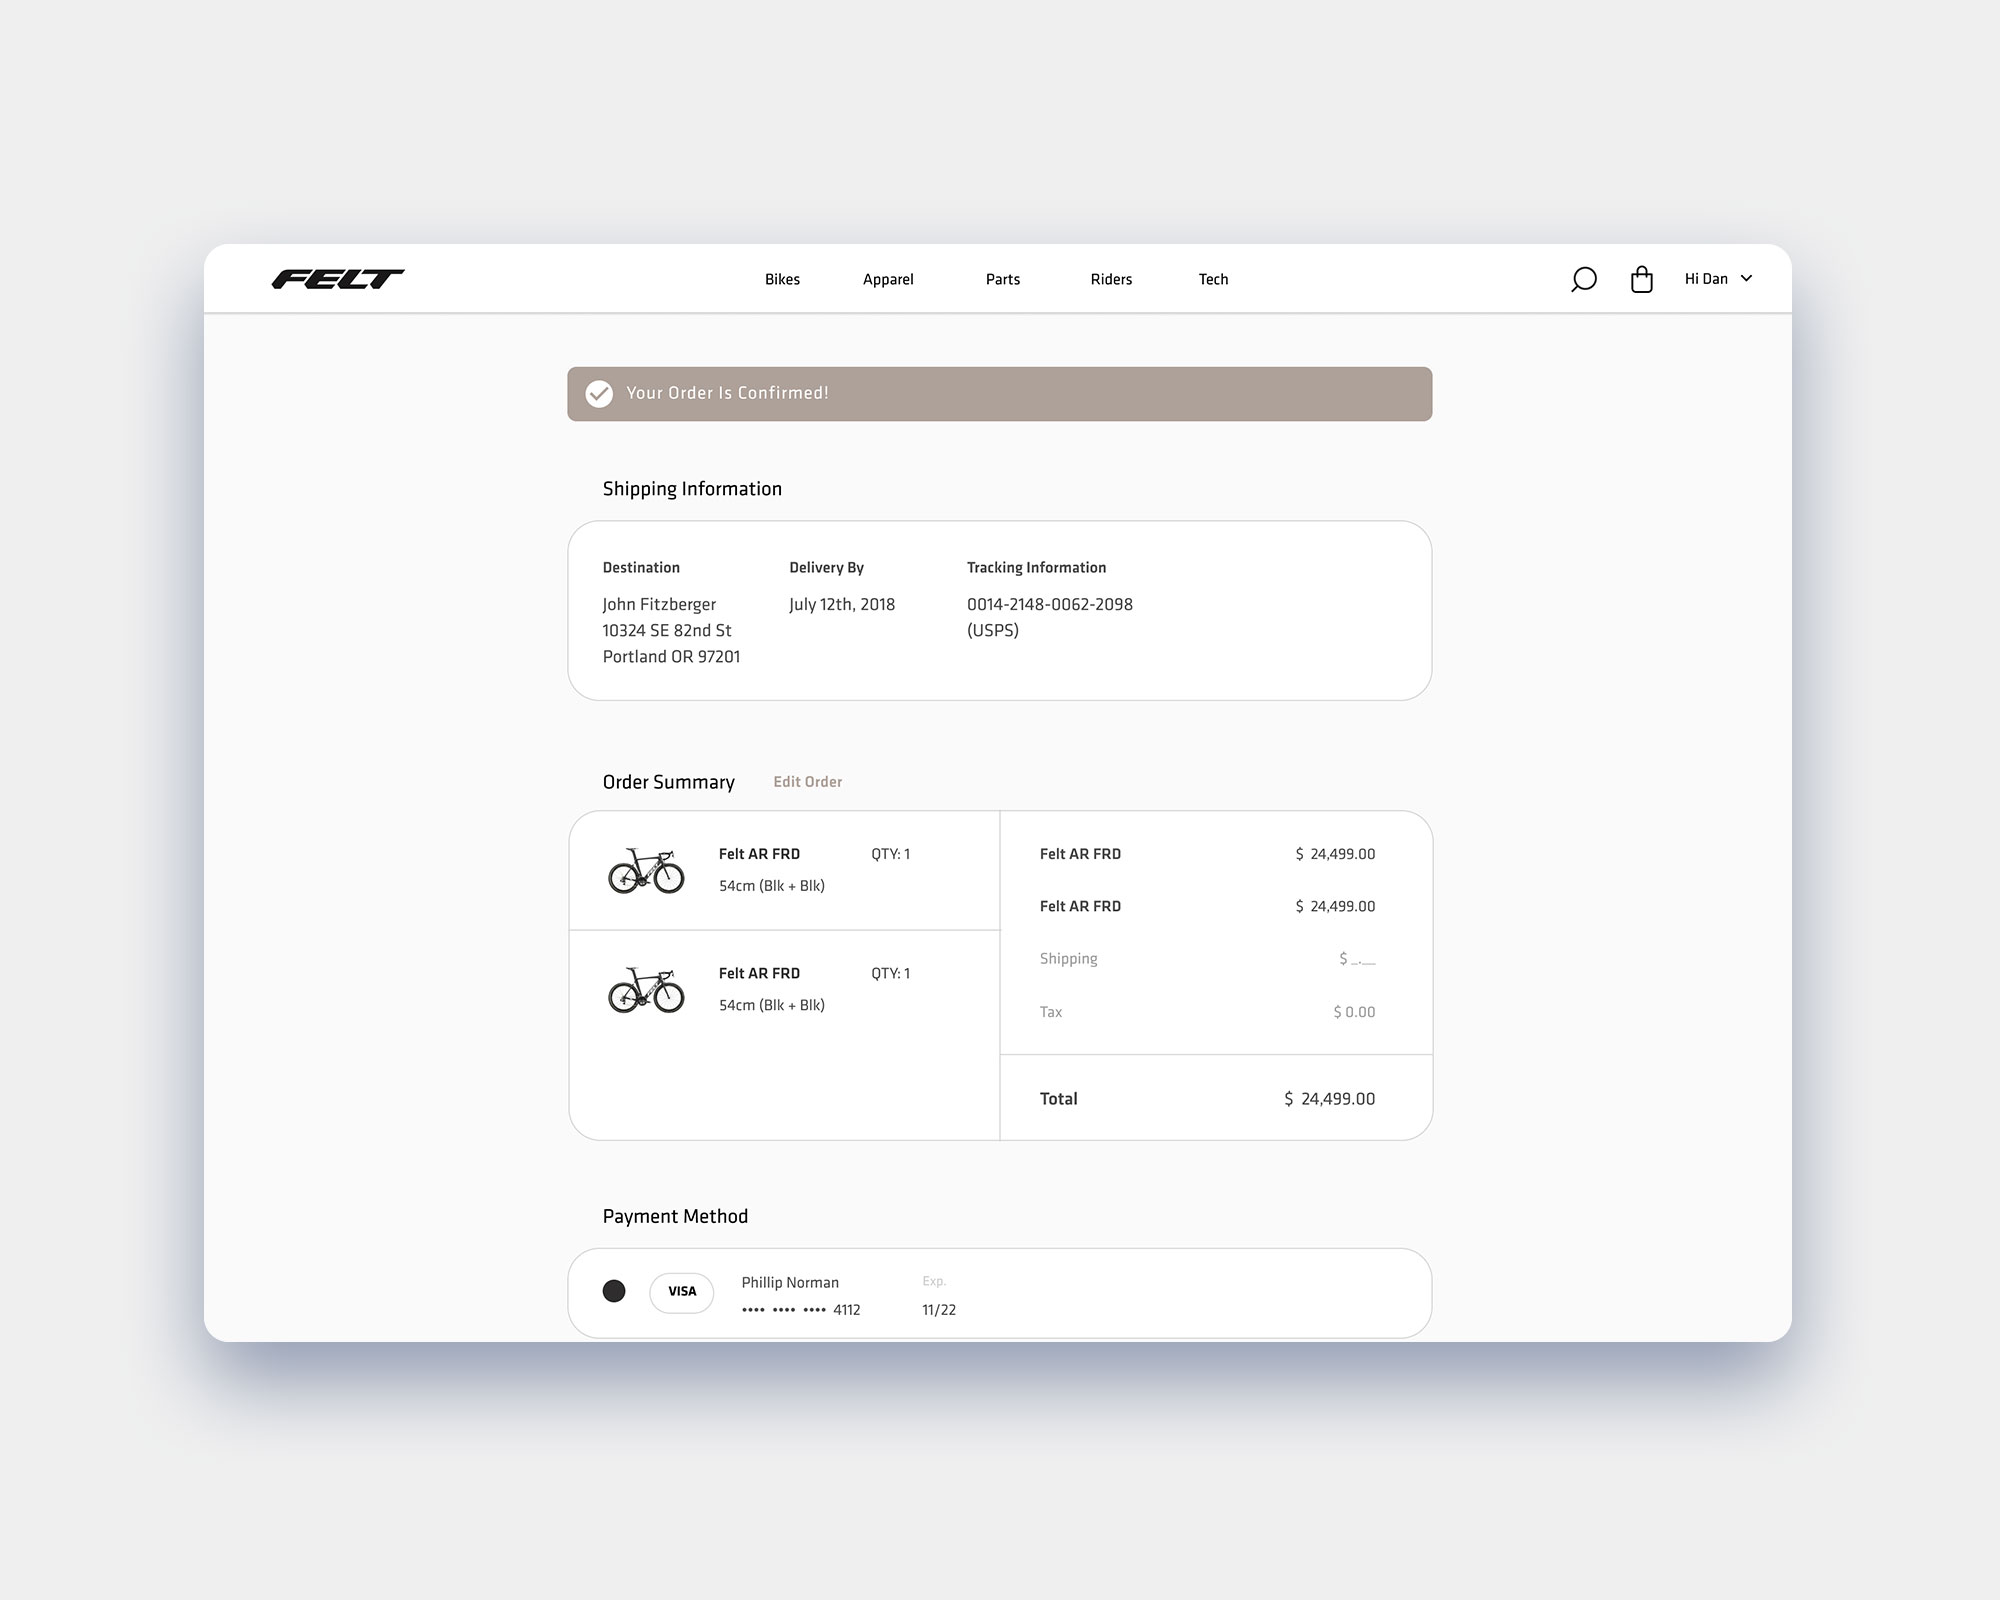 FELT
Bikes Apparel Parts Riders Tech
Hi Dan
Your Order Is Confirmed!
Shipping Information
Destination
John Fitzberger
10324 SE 82nd St
Portland OR 97201
Delivery By
July 12th, 2018
Tracking Information
0014-2148-0062-2098
(USPS)
Order Summary
Edit Order
Felt AR FRD QTY: 1
54cm (Blk + Blk)
Felt AR FRD QTY: 1
54cm (Blk + Blk)
Felt AR FRD $ 24,499.00
Felt AR FRD $ 24,499.00
Shipping $ _.__
Tax $ 0.00
Total $ 24,499.00
Payment Method
VISA
Phillip Norman
•••• •••• •••• 4112
Exp.
11/22